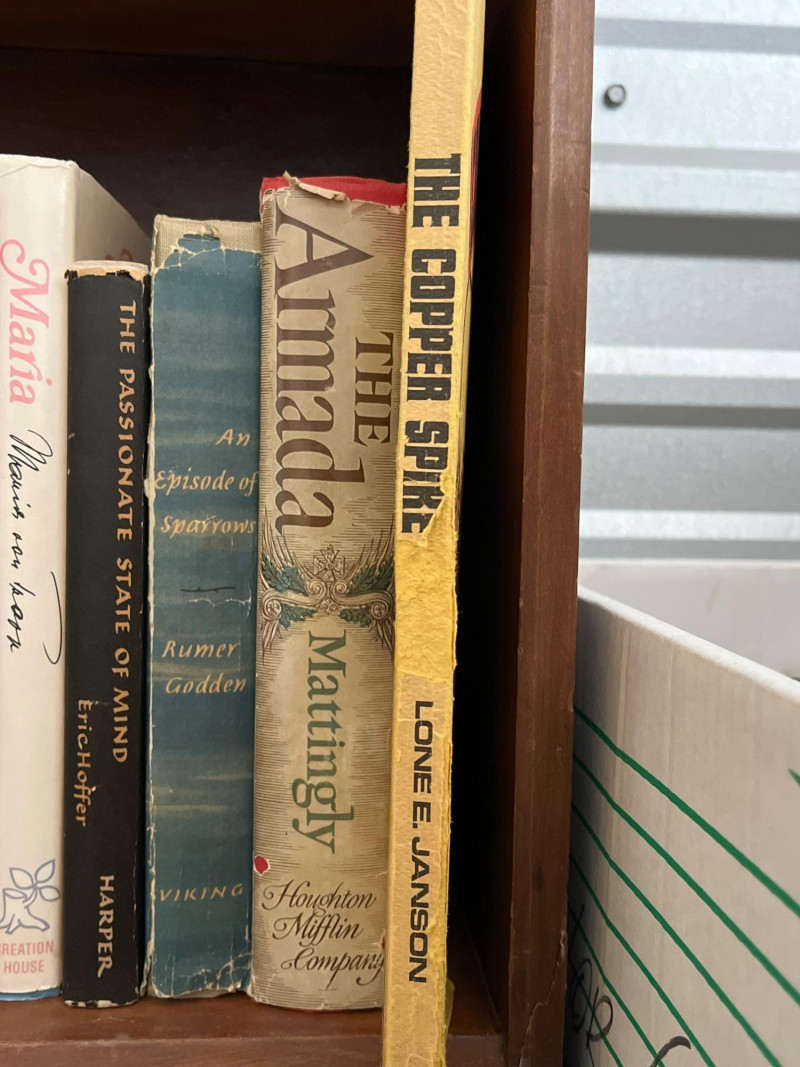 Maria
Maria von Trapp
CREATION
HOUSE
THE PASSIONATE STATE OF MIND
Eric Hoffer
HARPER
An
Episode of
Sparrows
Rumer
Godden
VIKING
THE
Armada
Mattingly
Houghton
Mifflin
Company
THE COPPER SPIKE
LONE E. JANSON